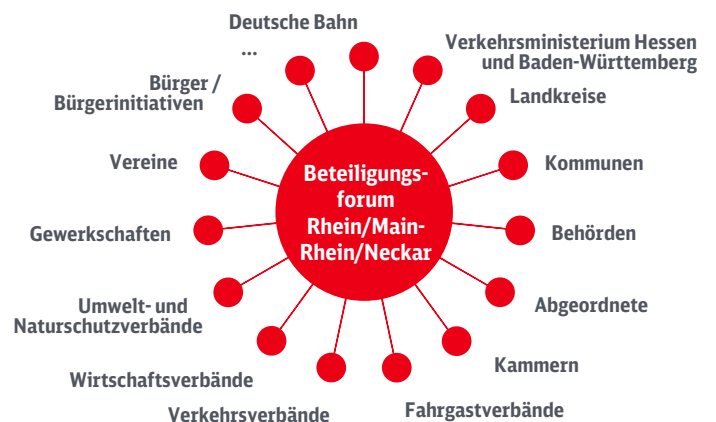 Deutsche Bahn
...
Verkehrsministerium Hessen
und Baden-Württemberg
Bürger /
Bürgerinitiativen
Landkreise
Vereine
Kommunen
Beteiligungs-
forum
Rhein/Main-
Rhein/Neckar
Gewerkschaften
Behörden
Umwelt- und
Naturschutzverbände
Abgeordnete
Wirtschaftsverbände
Kammern
Verkehrsverbände
Fahrgastverbände